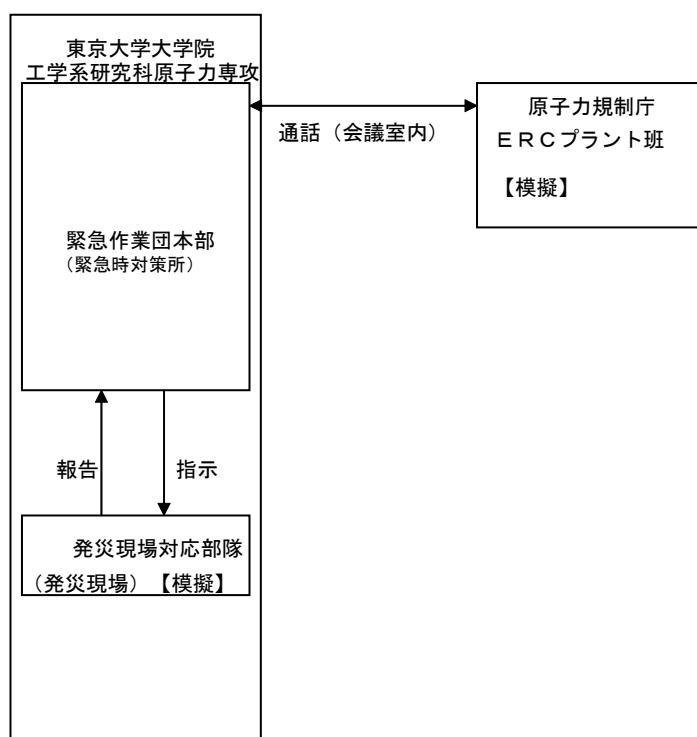 東京大学大学院
工学系研究科原子力専攻
緊急作業団本部
（緊急時対策所）
報告
指示
発災現場対応部隊
（発災現場）【模擬】
通話（会議室内）
原子力規制庁
ＥＲＣプラント班
【模擬】